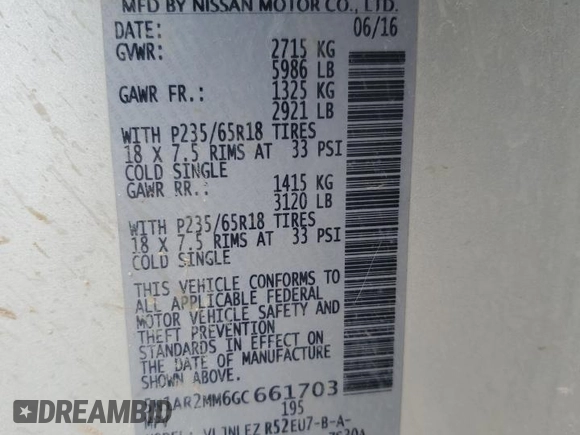 MFD BY NISSAN MOTOR CO., LTD.
DATE: 06/16
GVWR: 2715 KG
5986 LB
GAWR FR.: 1325 KG
2921 LB
WITH P235/65R18 TIRES
18 X 7.5 RIMS AT 33 PSI
COLD SINGLE
GAWR RR.: 1415 KG
3120 LB
WITH P235/65R18 TIRES
18 X 7.5 RIMS AT 33 PSI
COLD SINGLE
THIS VEHICLE CONFORMS TO
ALL APPLICABLE FEDERAL
MOTOR VEHICLE SAFETY AND
THEFT PREVENTION
STANDARDS IN EFFECT ON
THE DATE OF MANUFACTURE
SHOWN ABOVE.
AR2MM6GC 661703
195
R52EU7-B-A-
RideSafely